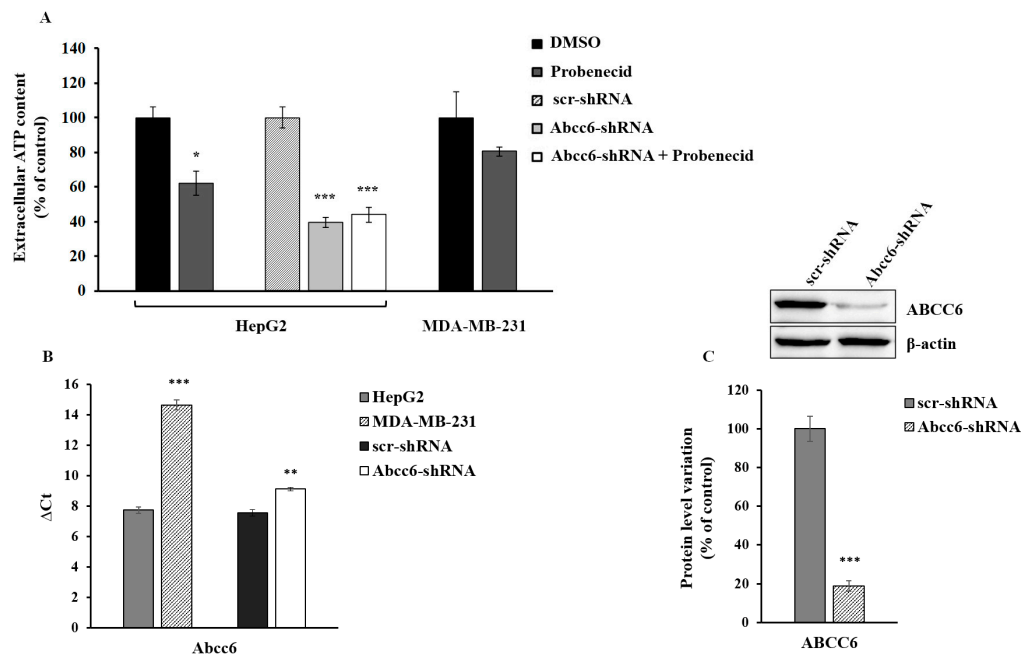 A
Extracellular ATP content
(% of control)
140
120
100
80
60
40
20
0
*
***
***
HepG2
MDA-MB-231
DMSO
Probenecid
scr-shRNA
Abcc6-shRNA
Abcc6-shRNA + Probenecid
B
ΔCt
16
14
12
10
8
6
4
2
0
***
**
Abcc6
HepG2
MDA-MB-231
scr-shRNA
Abcc6-shRNA
C
scr-shRNA
Abcc6-shRNA
ABCC6
β-actin
Protein level variation
(% of control)
120
100
80
60
40
20
0
***
ABCC6
scr-shRNA
Abcc6-shRNA